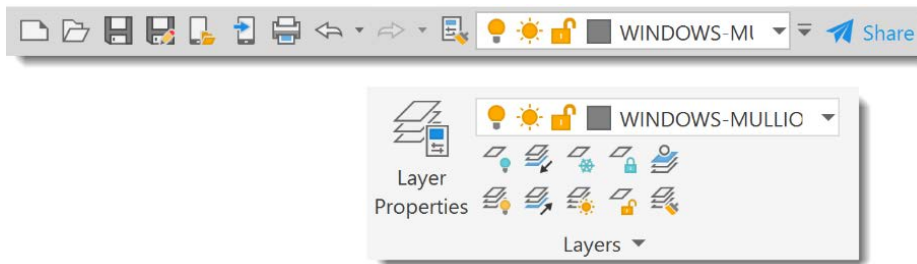 WINDOWS-MU Share
WINDOWS-MULLIO
Layer
Properties
Layers